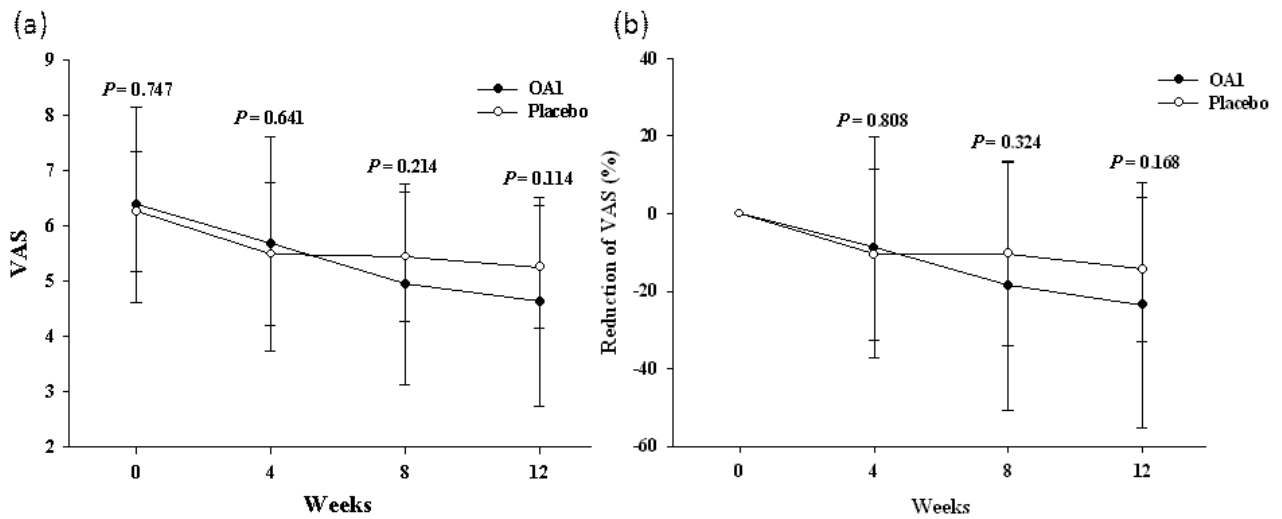 (a)
9
8
7
6
5
4
3
2
VAS
P = 0.747
P = 0.641
P = 0.214
P = 0.114
OA1
Placebo
0 4 8 12
Weeks
(b)
40
20
0
-20
-40
-60
Reduction of VAS (%)
P = 0.808
P = 0.324
P = 0.168
OA1
Placebo
0 4 8 12
Weeks